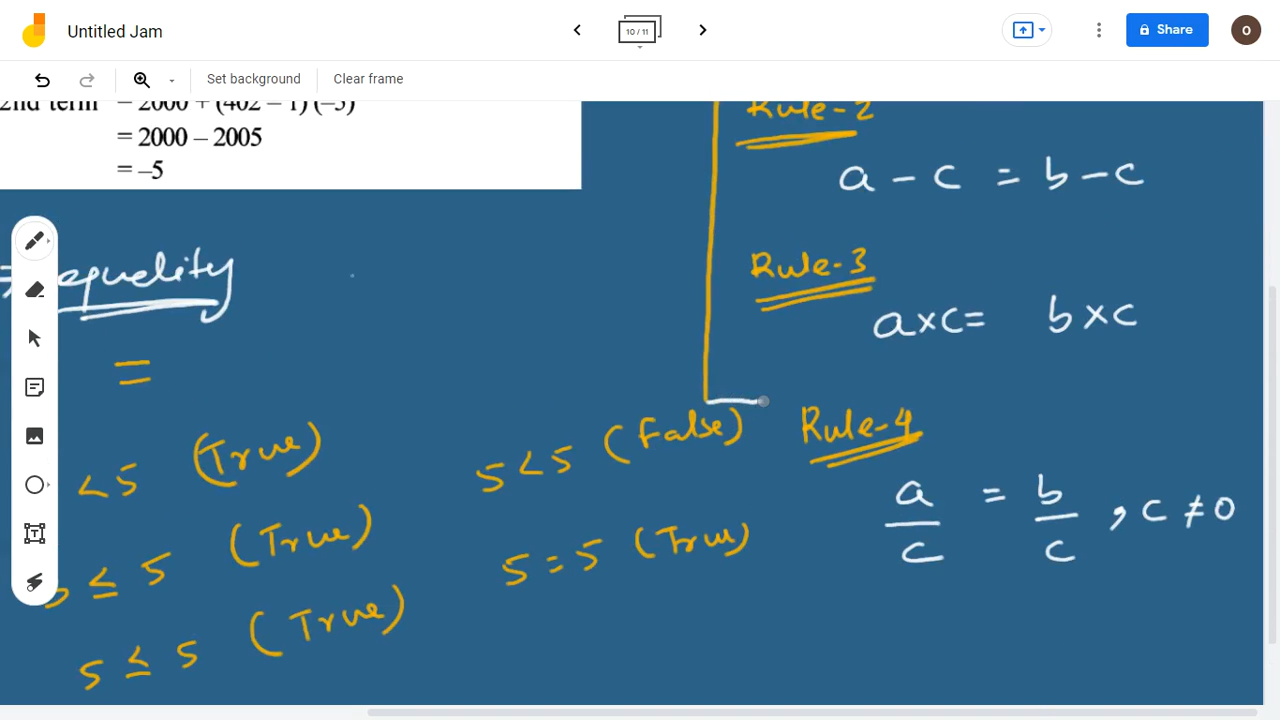 Untitled Jam
10 / 11
Share
O
Set background
Clear frame
2nd term = 2000 + (402 – 1) (–5)
= 2000 – 2005
= –5
equality
=
< 5 (True)
≤ 5 (True)
5 ≤ 5 (True)
5 < 5 (False)
5 = 5 (True)
Rule-2
a - c = b - c
Rule-3
a×c = b×c
Rule-4
a/c = b/c , c ≠ 0